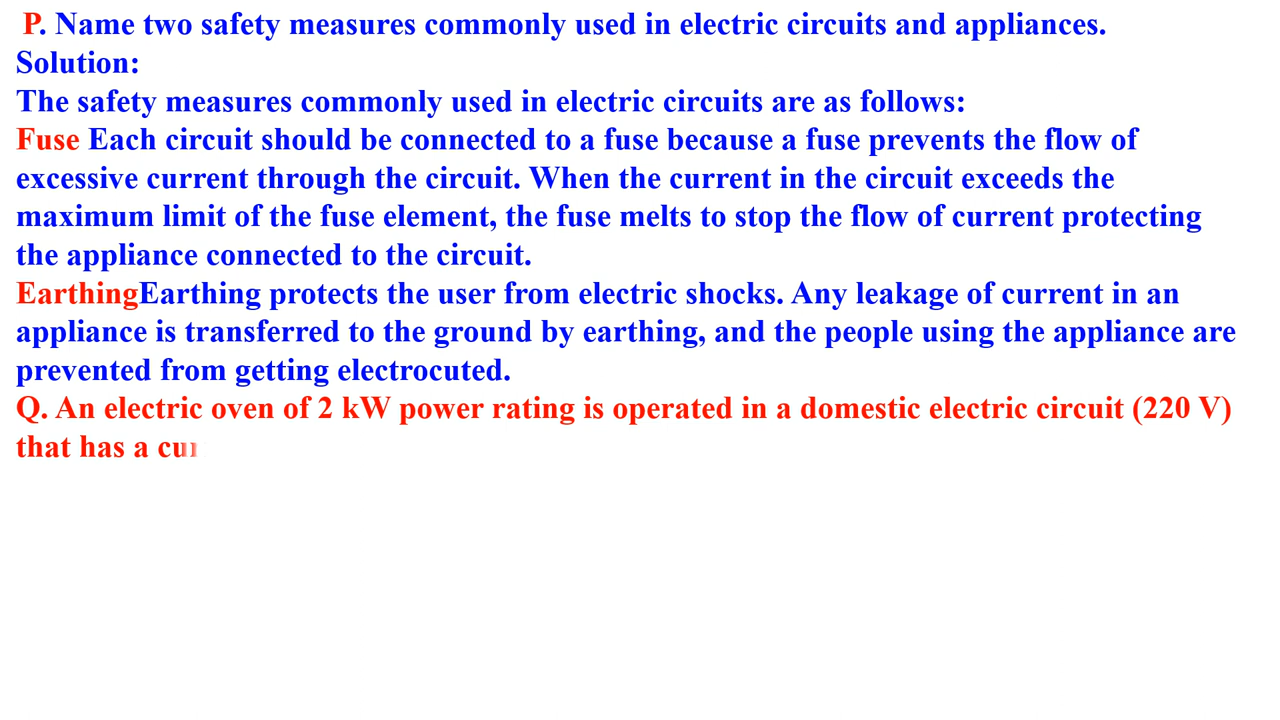 P. Name two safety measures commonly used in electric circuits and appliances.
Solution:
The safety measures commonly used in electric circuits are as follows:
Fuse Each circuit should be connected to a fuse because a fuse prevents the flow of
excessive current through the circuit. When the current in the circuit exceeds the
maximum limit of the fuse element, the fuse melts to stop the flow of current protecting
the appliance connected to the circuit.
EarthingEarthing protects the user from electric shocks. Any leakage of current in an
appliance is transferred to the ground by earthing, and the people using the appliance are
prevented from getting electrocuted.
Q. An electric oven of 2 kW power rating is operated in a domestic electric circuit (220 V)
that has a